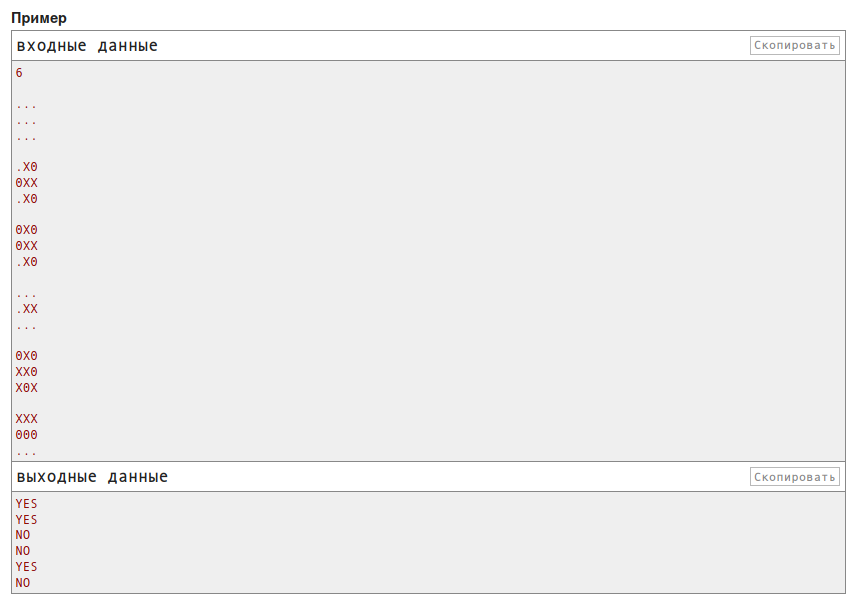 Пример
входные данные
Скопировать
6
...
...
...
.X0
0XX
.X0
0X0
0XX
.X0
...
.XX
...
0X0
XX0
X0X
XXX
000
...
выходные данные
Скопировать
YES
YES
NO
NO
YES
NO